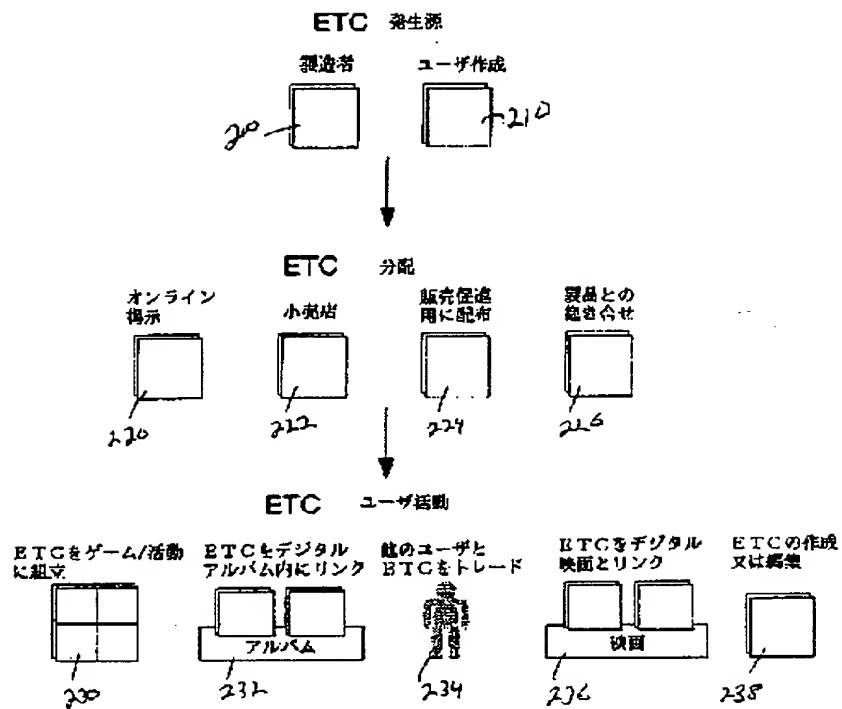 ETC 発生源
製造者
ユーザ作成
20
210
ETC 分配
オンライン
掲示
小売店
販売促進
用に配布
製品との
組み合せ
220
222
224
226
ETC ユーザ活動
ETCをゲーム/活動
に組立
ETCをデジタル
アルバム内にリンク
他のユーザと
ETCをトレード
ETCをデジタル
映画とリンク
ETCの作成
又は編集
アルバム
映画
230
232
234
236
238